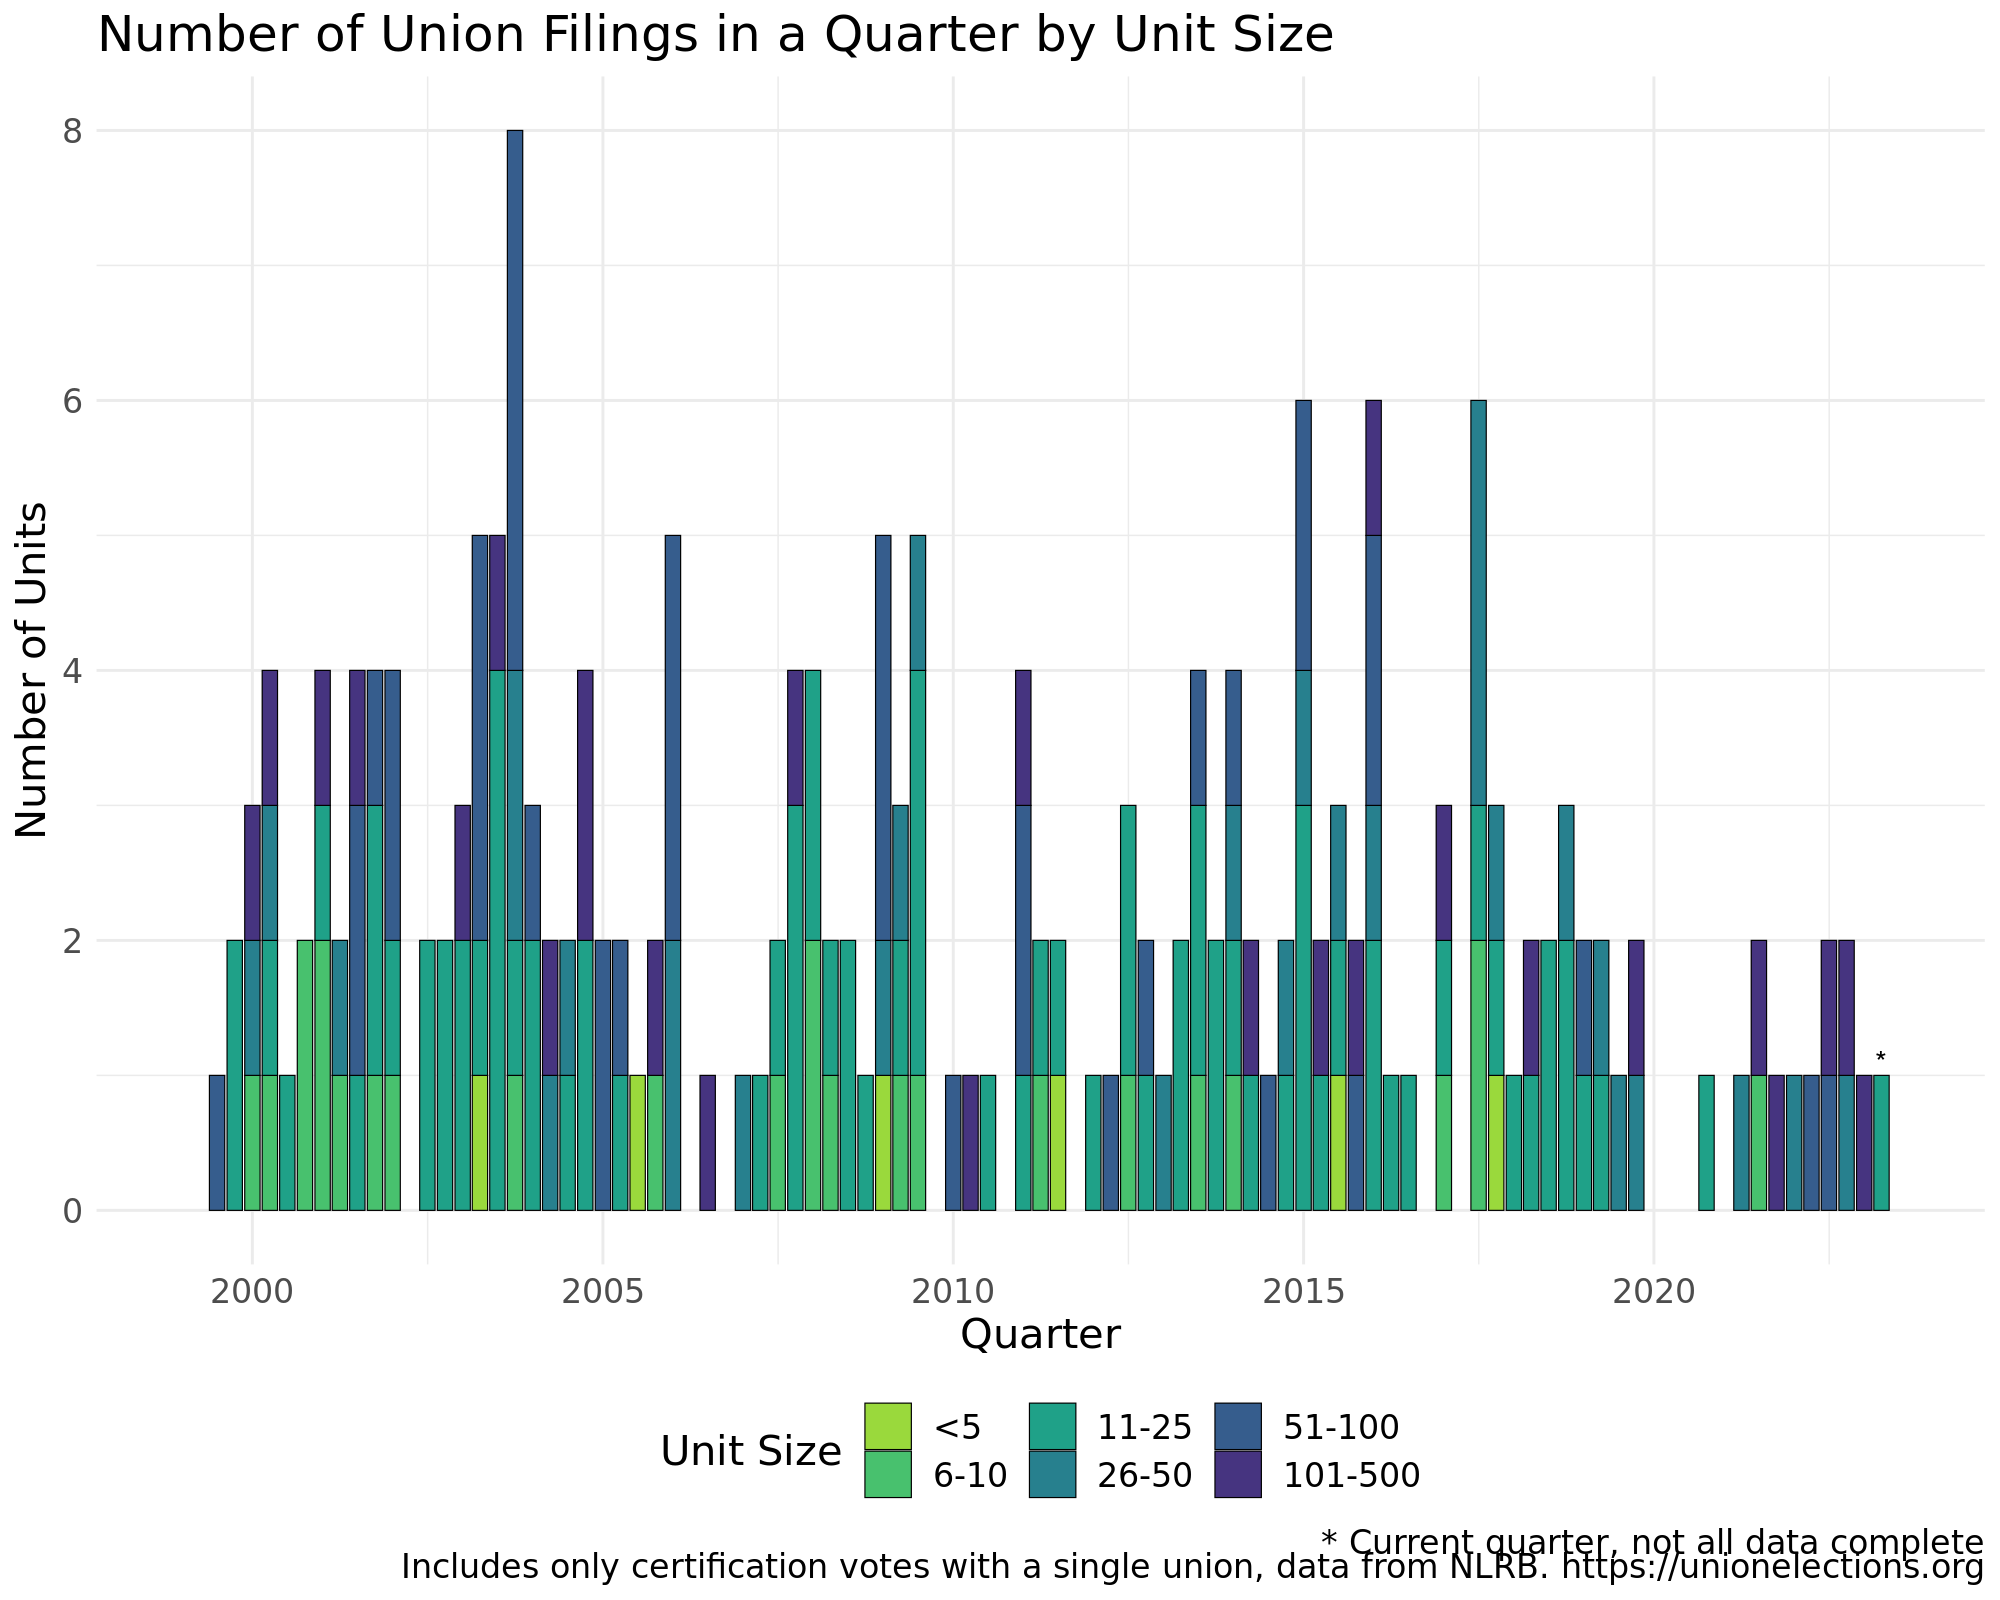 Number of Union Filings in a Quarter by Unit Size
Number of Units
8
6
4
2
0
*
2000 2005 2010 2015 2020
Quarter
Unit Size
<5 11-25 51-100
6-10 26-50 101-500
* Current quarter, not all data complete
Includes only certification votes with a single union, data from NLRB. https://unionelections.org